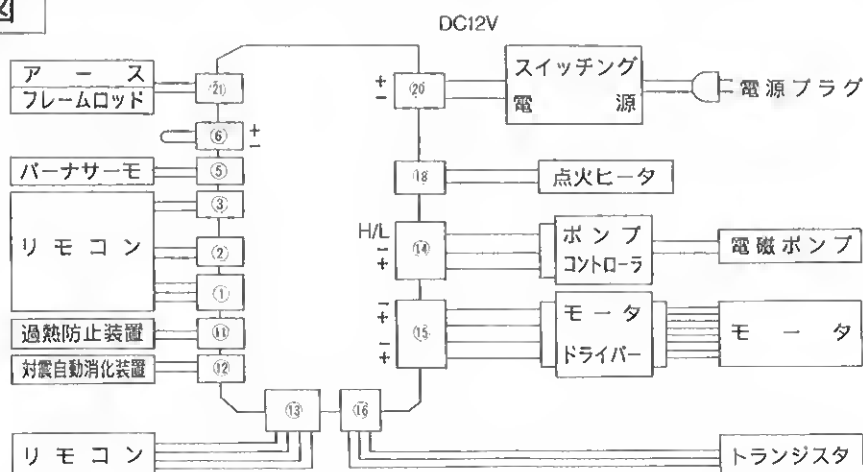 図
DC12V
アース
フレームロッド
㉑
+
−
⑳
スイッチング
電源
電源プラグ
⑥
+
−
バーナサーモ
⑤
⑱
点火ヒータ
リモコン
③
②
①
H/L
−
+
⑭
ポンプ
コントローラ
電磁ポンプ
過熱防止装置
⑪
−
+
−
+
⑮
モータ
ドライバー
モータ
対震自動消化装置
⑫
⑬
⑯
リモコン
トランジスタ